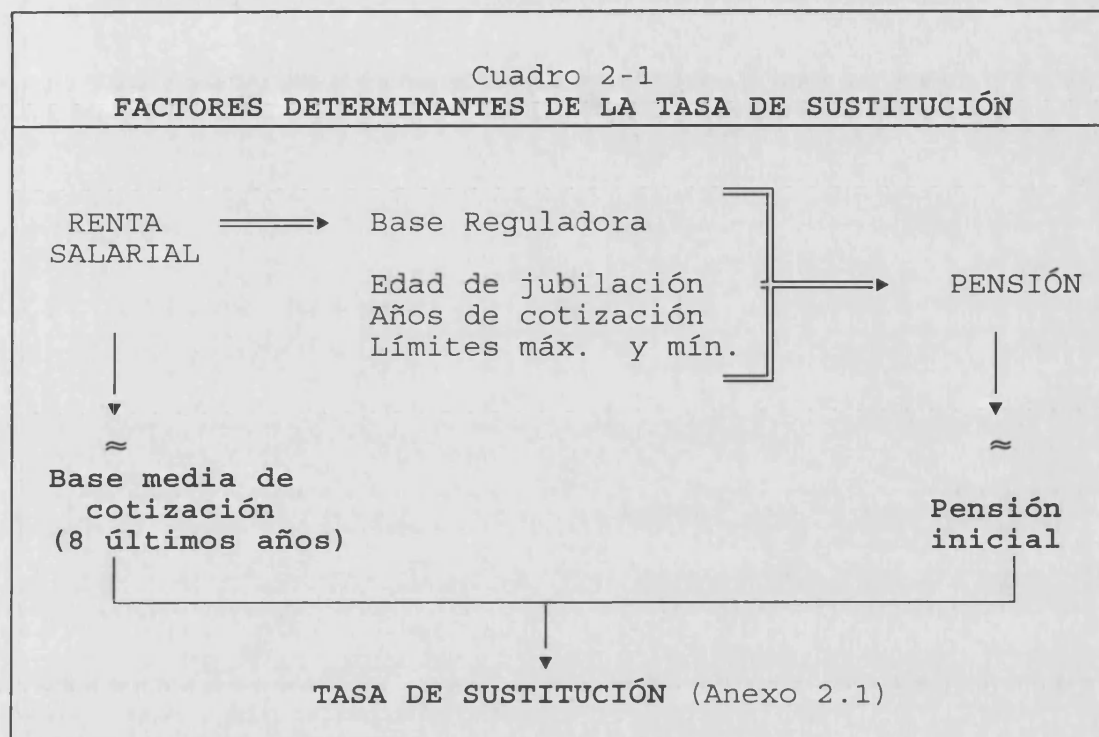 Cuadro 2-1
FACTORES DETERMINANTES DE LA TASA DE SUSTITUCIÓN
RENTA
SALARIAL
Base Reguladora
Edad de jubilación
Años de cotización
Límites máx. y mín.
PENSIÓN
≈
Base media de
cotización
(8 últimos años)
≈
Pensión
inicial
TASA DE SUSTITUCIÓN (Anexo 2.1)